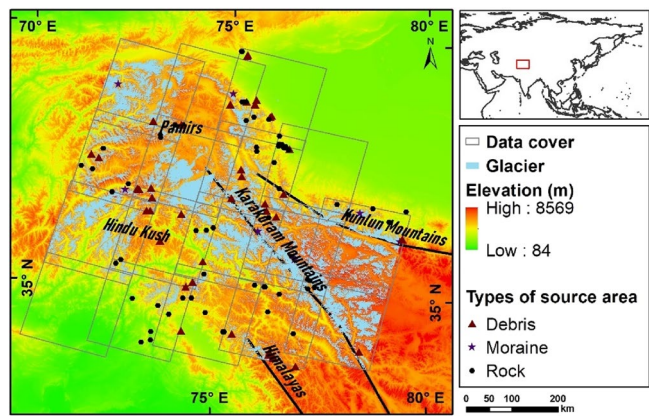 70° E
75° E
80° E
N
Pamirs
Hindu Kush
Karakoram Mountains
Kunlun Mountains
Himalayas
35° N
35° N
75° E
80° E
Data cover
Glacier
Elevation (m)
High : 8569
Low : 84
Types of source area
Debris
Moraine
Rock
0 50 100 200
km